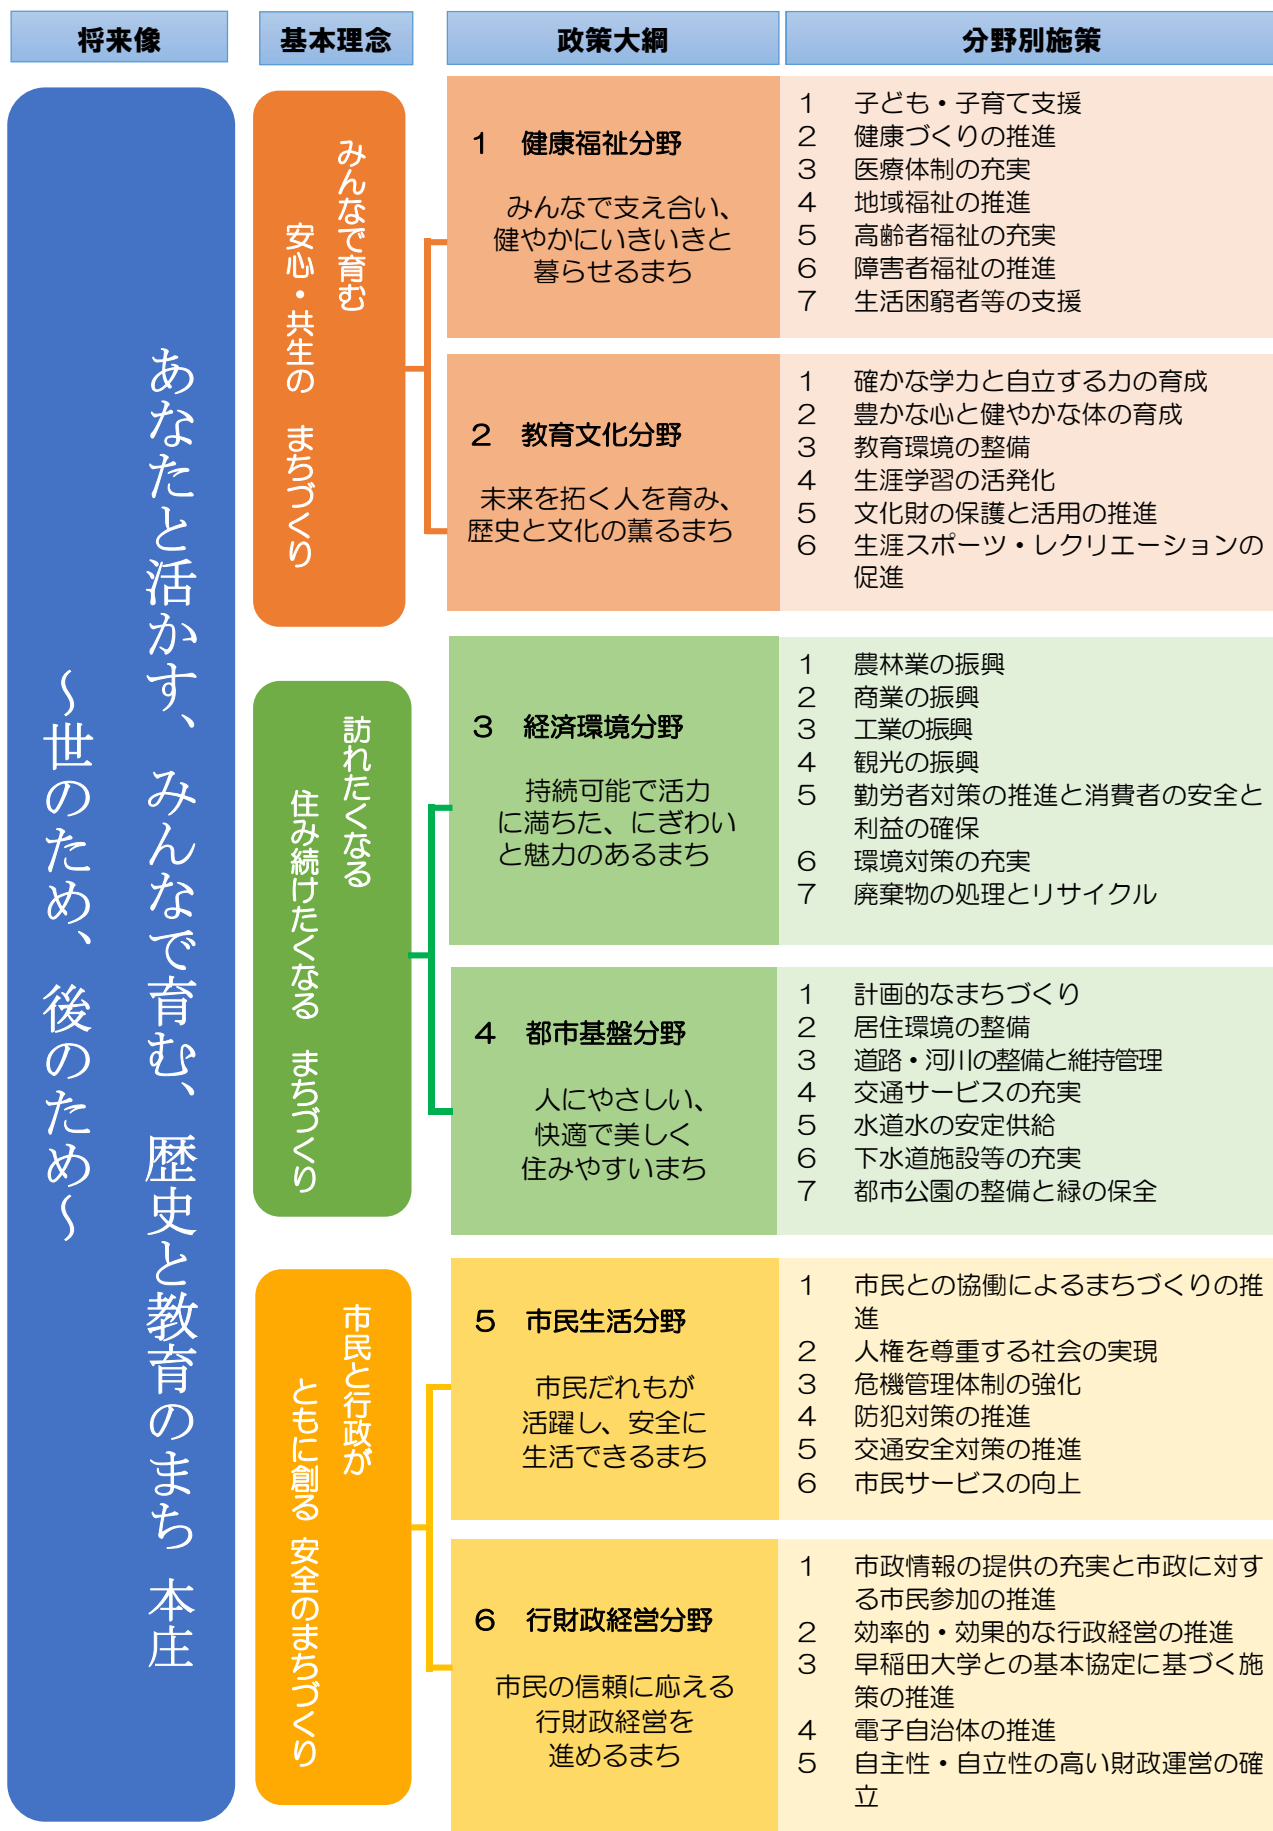 将来像
基本理念
政策大綱
分野別施策
あなたと活かす、みんなで育む、歴史と教育のまち 本庄
～世のため、後のため～
みんなで育む
安心・共生の まちづくり
1 健康福祉分野
みんなで支え合い、
健やかにいきいきと
暮らせるまち
1 子ども・子育て支援
2 健康づくりの推進
3 医療体制の充実
4 地域福祉の推進
5 高齢者福祉の充実
6 障害者福祉の推進
7 生活困窮者等の支援
2 教育文化分野
未来を拓く人を育み、
歴史と文化の薫るまち
1 確かな学力と自立する力の育成
2 豊かな心と健やかな体の育成
3 教育環境の整備
4 生涯学習の活発化
5 文化財の保護と活用の推進
6 生涯スポーツ・レクリエーションの
促進
訪れたくなる
住み続けたくなる まちづくり
3 経済環境分野
持続可能で活力
に満ちた、にぎわい
と魅力のあるまち
1 農林業の振興
2 商業の振興
3 工業の振興
4 観光の振興
5 勤労者対策の推進と消費者の安全と
利益の確保
6 環境対策の充実
7 廃棄物の処理とリサイクル
4 都市基盤分野
人にやさしい、
快適で美しく
住みやすいまち
1 計画的なまちづくり
2 居住環境の整備
3 道路・河川の整備と維持管理
4 交通サービスの充実
5 水道水の安定供給
6 下水道施設等の充実
7 都市公園の整備と緑の保全
市民と行政が
ともに創る 安全のまちづくり
5 市民生活分野
市民だれもが
活躍し、安全に
生活できるまち
1 市民との協働によるまちづくりの推
進
2 人権を尊重する社会の実現
3 危機管理体制の強化
4 防犯対策の推進
5 交通安全対策の推進
6 市民サービスの向上
6 行財政経営分野
市民の信頼に応える
行財政経営を
進めるまち
1 市政情報の提供の充実と市政に対す
る市民参加の推進
2 効率的・効果的な行政経営の推進
3 早稲田大学との基本協定に基づく施
策の推進
4 電子自治体の推進
5 自主性・自立性の高い財政運営の確
立